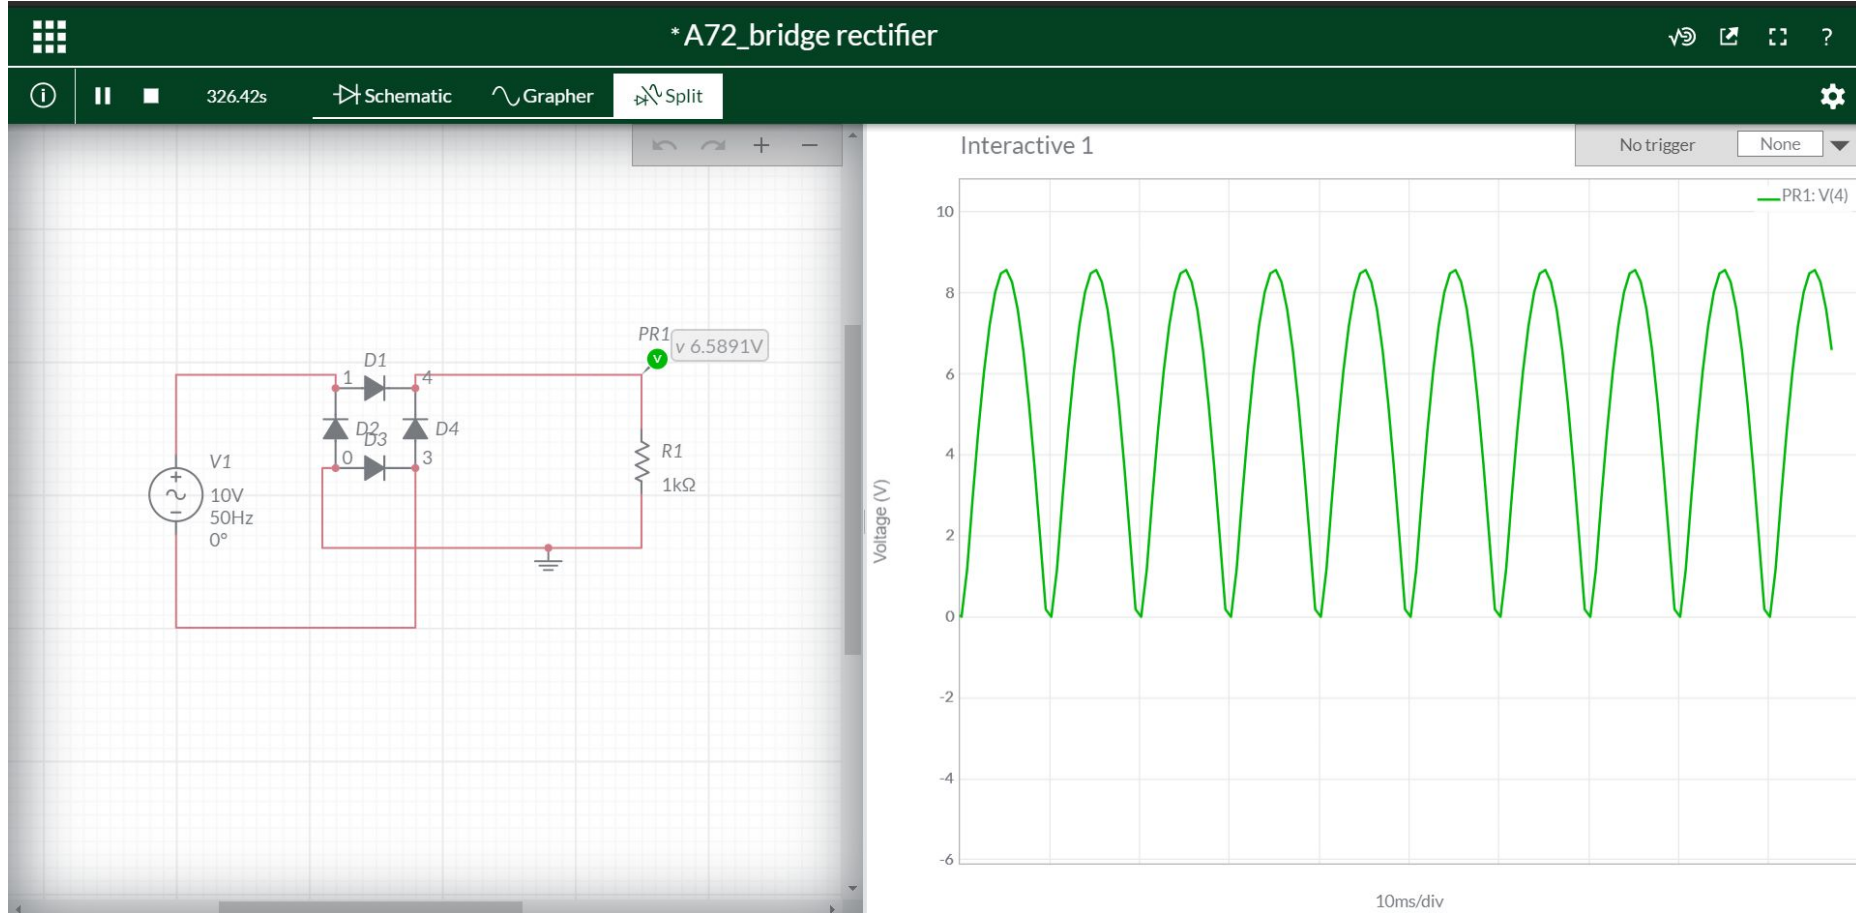 * A72_bridge rectifier
?
i
326.42s
Schematic
Grapher
Split
PR1
v
v 6.5891V
D1
1
4
D2
D3
D4
0
3
V1
10V
50Hz
0°
R1
1kΩ
Interactive 1
No trigger
None
PR1: V(4)
10
8
6
4
2
0
-2
-4
-6
Voltage (V)
10ms/div